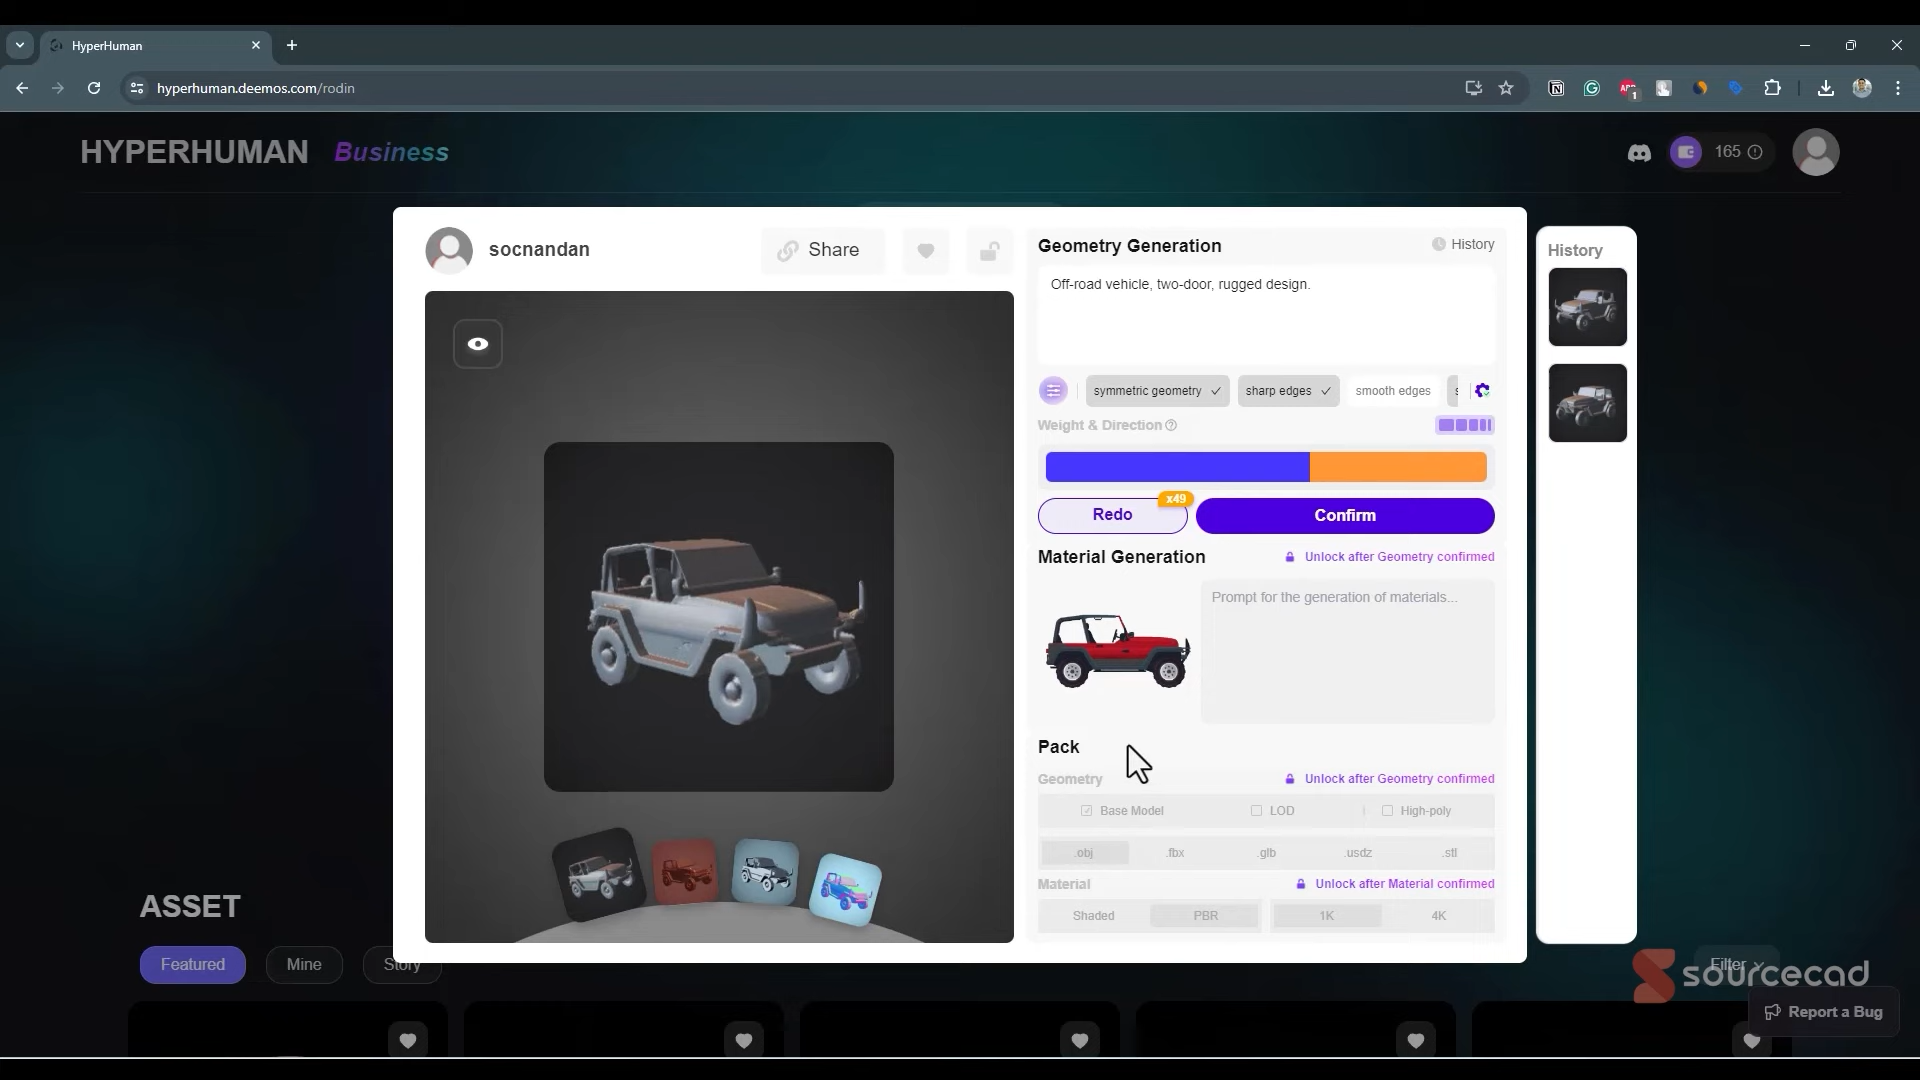 HyperHuman
hyperhuman.deemos.com/rodin
1
HYPERHUMAN Business
165
socnandan
Share
Geometry Generation
History
Off-road vehicle, two-door, rugged design.
symmetric geometry
sharp edges
smooth edges
Weight & Direction
x49
Redo
Confirm
Material Generation
Unlock after Geometry confirmed
Prompt for the generation of materials...
Pack
Geometry
Unlock after Geometry confirmed
Base Model
LOD
High-poly
.obj
.fbx
.glb
.usdz
.stl
Material
Unlock after Material confirmed
Shaded
PBR
1K
4K
History
ASSET
Featured
Mine
Story
Filter
sourcecad
Report a Bug